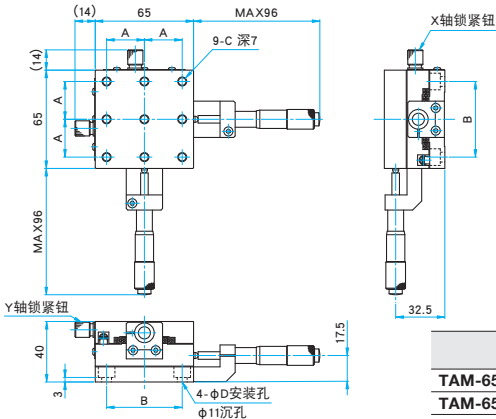 (14)
65
MAX96
X轴锁紧钮
A
A
9-C 深7
(14)
65
A
A
B
MAX96
32.5
Y轴锁紧钮
17.5
40
3
B
4-φD安装孔
φ11沉孔
TAM-65
TAM-65